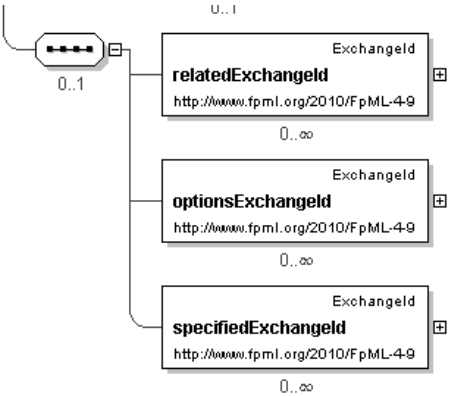 0..1
ExchangeId
relatedExchangeId
http://www.fpml.org/2010/FpML-4-9
0..1
0..∞
ExchangeId
optionsExchangeId
http://www.fpml.org/2010/FpML-4-9
0..∞
ExchangeId
specifiedExchangeId
http://www.fpml.org/2010/FpML-4-9
0..∞